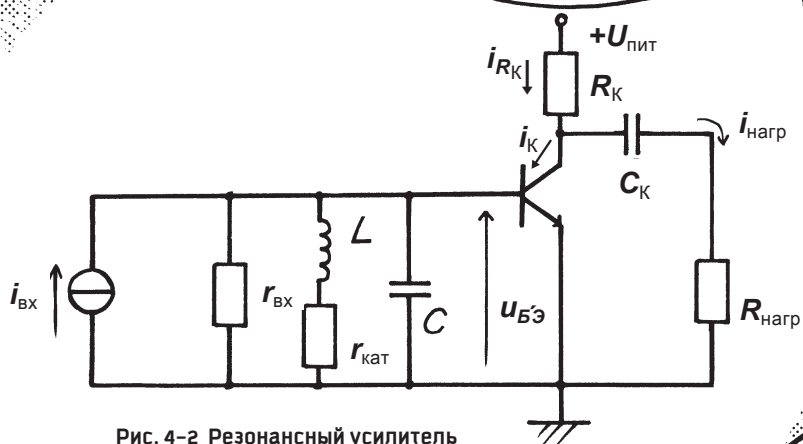 +Uпит
iRК
RК
iК
iнагр
CК
L
iвх
rвх
C
uБ'Э
Rнагр
rкат
Рис. 4-2 Резонансный усилитель